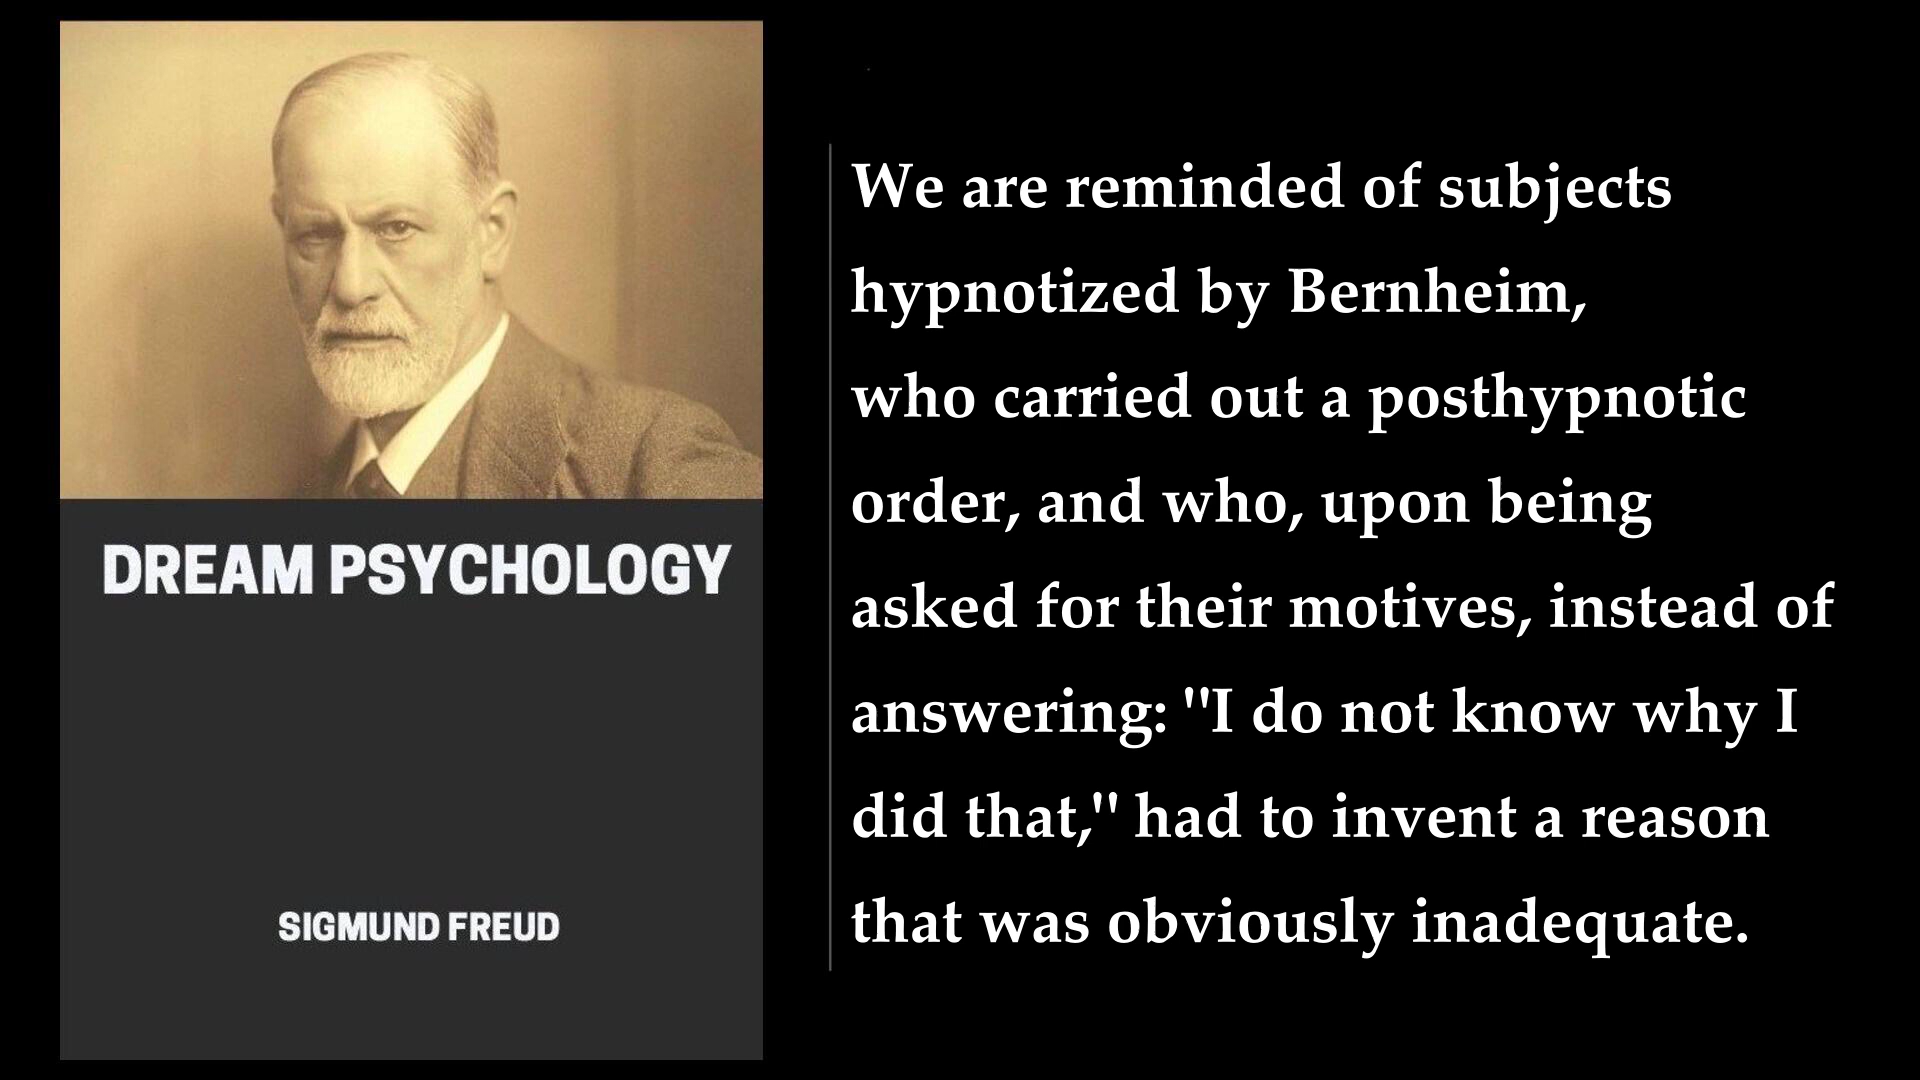 DREAM PSYCHOLOGY
SIGMUND FREUD
We are reminded of subjects
hypnotized by Bernheim,
who carried out a posthypnotic
order, and who, upon being
asked for their motives, instead of
answering: "I do not know why I
did that," had to invent a reason
that was obviously inadequate.